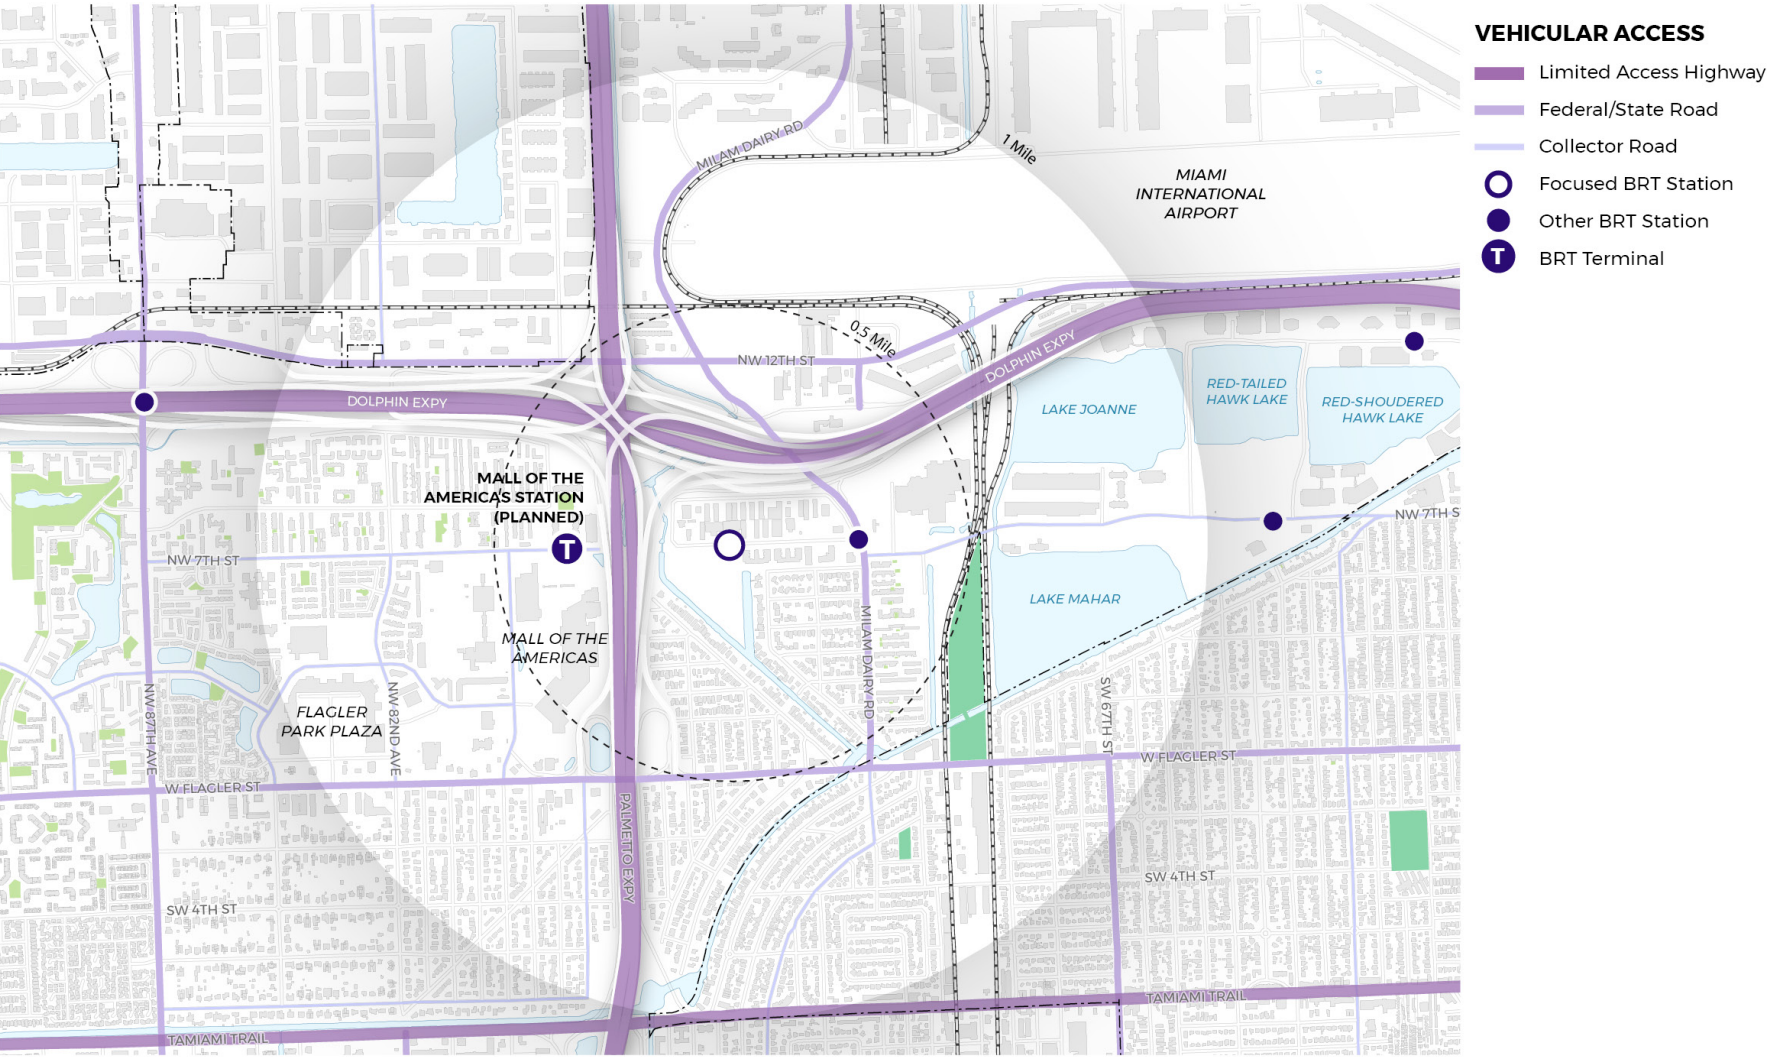 VEHICULAR ACCESS
Limited Access Highway
Federal/State Road
Collector Road
Focused BRT Station
Other BRT Station
T
BRT Terminal
MILAM DAIRY RD
1 Mile
MIAMI
INTERNATIONAL
AIRPORT
0.5 Mile
NW 12TH ST
DOLPHIN EXPY
DOLPHIN EXPY
LAKE JOANNE
RED-TAILED
HAWK LAKE
RED-SHOUDERED
HAWK LAKE
MALL OF THE
AMERICA'S STATION
(PLANNED)
T
NW 7TH ST
NW 7TH S
LAKE MAHAR
MALL OF THE
AMERICAS
MILAM DAIRY RD
NW 87TH AVE
FLAGLER
PARK PLAZA
NW 82ND AVE
SW 67TH ST
W FLAGLER ST
W FLAGLER ST
PALMETTO EXPY
SW 4TH ST
SW 4TH ST
TAMIAMI TRAIL
TAMIAMI TRAIL